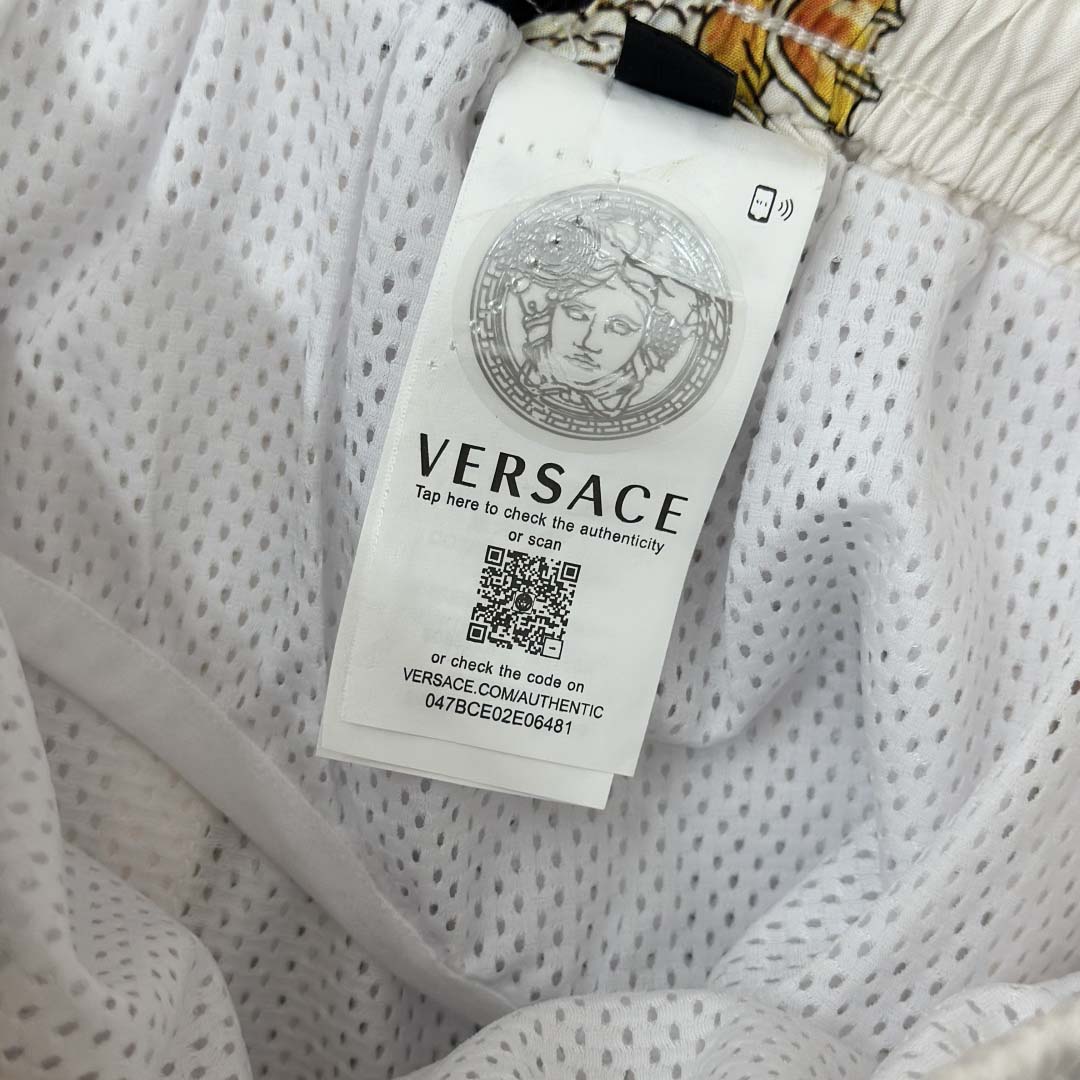 VERSACE
Tap here to check the authenticity
or scan
or check the code on
VERSACE.COM/AUTHENTIC
047BCE02E06481